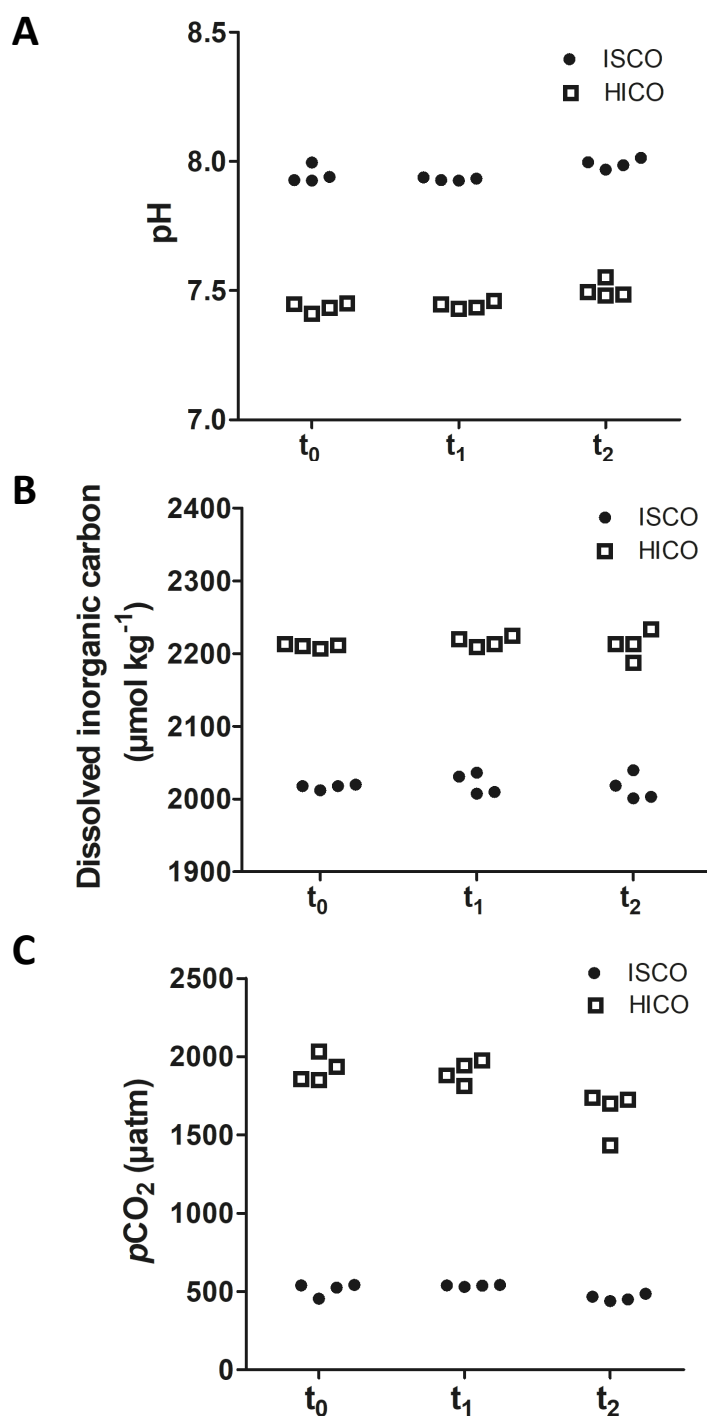 A
8.5
ISCO
HICO
8.0
pH
7.5
7.0
t₀ t₁ t₂
B
Dissolved inorganic carbon
(µmol kg⁻¹)
2400
ISCO
HICO
2300
2200
2100
2000
1900
t₀ t₁ t₂
C
ISCO
HICO
2500
2000
pCO₂ (µatm)
1500
1000
500
0
t₀ t₁ t₂